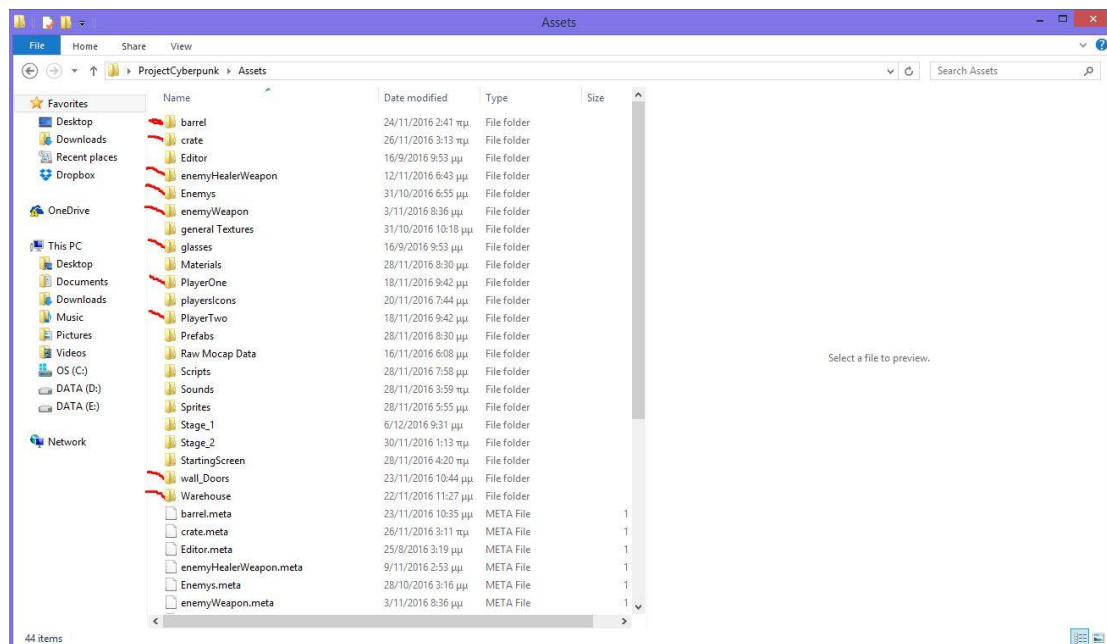 Assets
File Home Share View
ProjectCyberpunk Assets Search Assets
Name Date modified Type Size
Favorites
Desktop
Downloads
Recent places
Dropbox
OneDrive
This PC
Desktop
Documents
Downloads
Music
Pictures
Videos
OS (C:)
DATA (D:)
DATA (E:)
Network
barrel 24/11/2016 2:41 πμ File folder
crate 26/11/2016 3:13 πμ File folder
Editor 16/9/2016 9:53 μμ File folder
enemyHealerWeapon 12/11/2016 6:43 μμ File folder
Enemys 31/10/2016 6:55 μμ File folder
enemyWeapon 3/11/2016 8:36 μμ File folder
general Textures 31/10/2016 10:18 μμ File folder
glasses 16/9/2016 9:53 μμ File folder
Materials 28/11/2016 8:30 μμ File folder
PlayerOne 18/11/2016 9:42 μμ File folder
playersIcons 20/11/2016 7:44 μμ File folder
PlayerTwo 18/11/2016 9:42 μμ File folder
Prefabs 28/11/2016 8:30 μμ File folder
Raw Mocap Data 16/11/2016 6:08 μμ File folder
Scripts 28/11/2016 7:58 μμ File folder
Sounds 28/11/2016 3:59 πμ File folder
Sprites 28/11/2016 5:55 μμ File folder
Stage_1 6/12/2016 9:31 μμ File folder
Stage_2 30/11/2016 1:13 πμ File folder
StartingScreen 28/11/2016 4:20 πμ File folder
wall_Doors 23/11/2016 10:44 μμ File folder
Warehouse 22/11/2016 11:27 μμ File folder
barrel.meta 23/11/2016 10:35 μμ META File 1
crate.meta 26/11/2016 3:11 πμ META File 1
Editor.meta 25/8/2016 3:19 μμ META File 1
enemyHealerWeapon.meta 9/11/2016 2:53 μμ META File 1
Enemys.meta 28/10/2016 3:16 μμ META File 1
enemyWeapon.meta 3/11/2016 8:36 μμ META File 1
Select a file to preview.
44 items